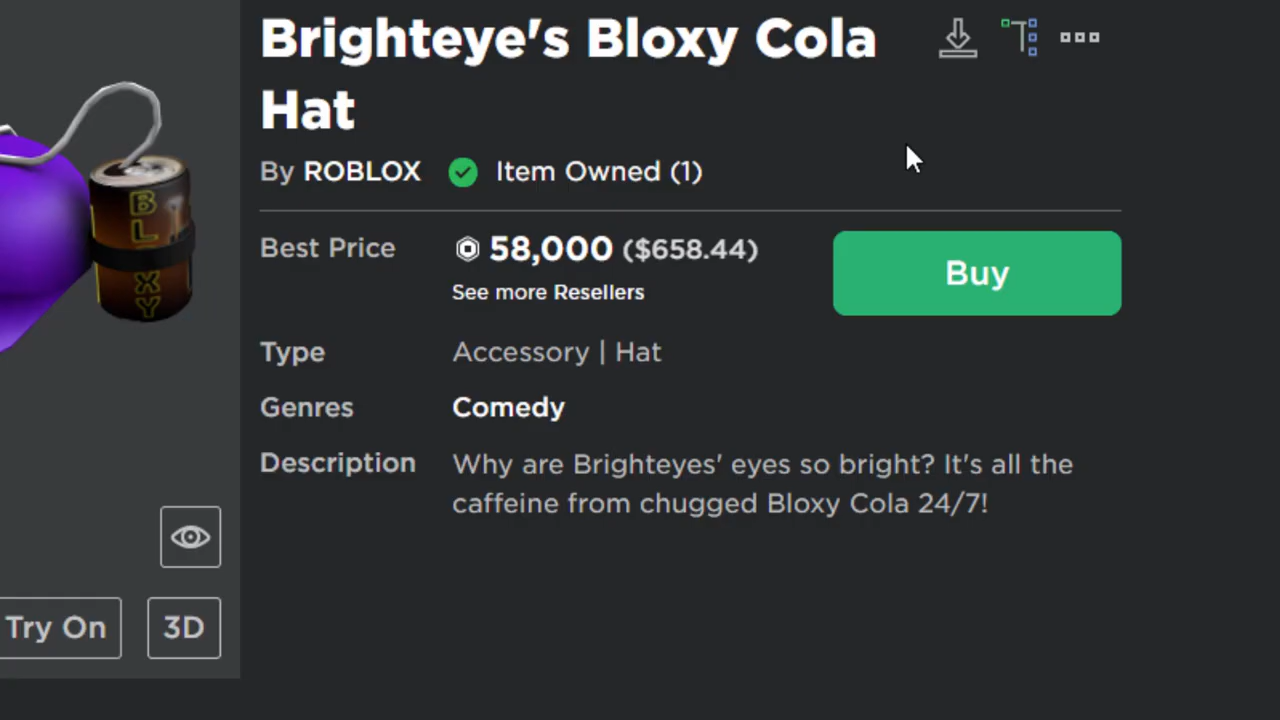 Brighteye's Bloxy Cola
Hat
By ROBLOX Item Owned (1)
Best Price 58,000 ($658.44)
Buy
See more Resellers
Type Accessory | Hat
Genres Comedy
Description Why are Brighteyes' eyes so bright? It's all the
caffeine from chugged Bloxy Cola 24/7!
Try On
3D